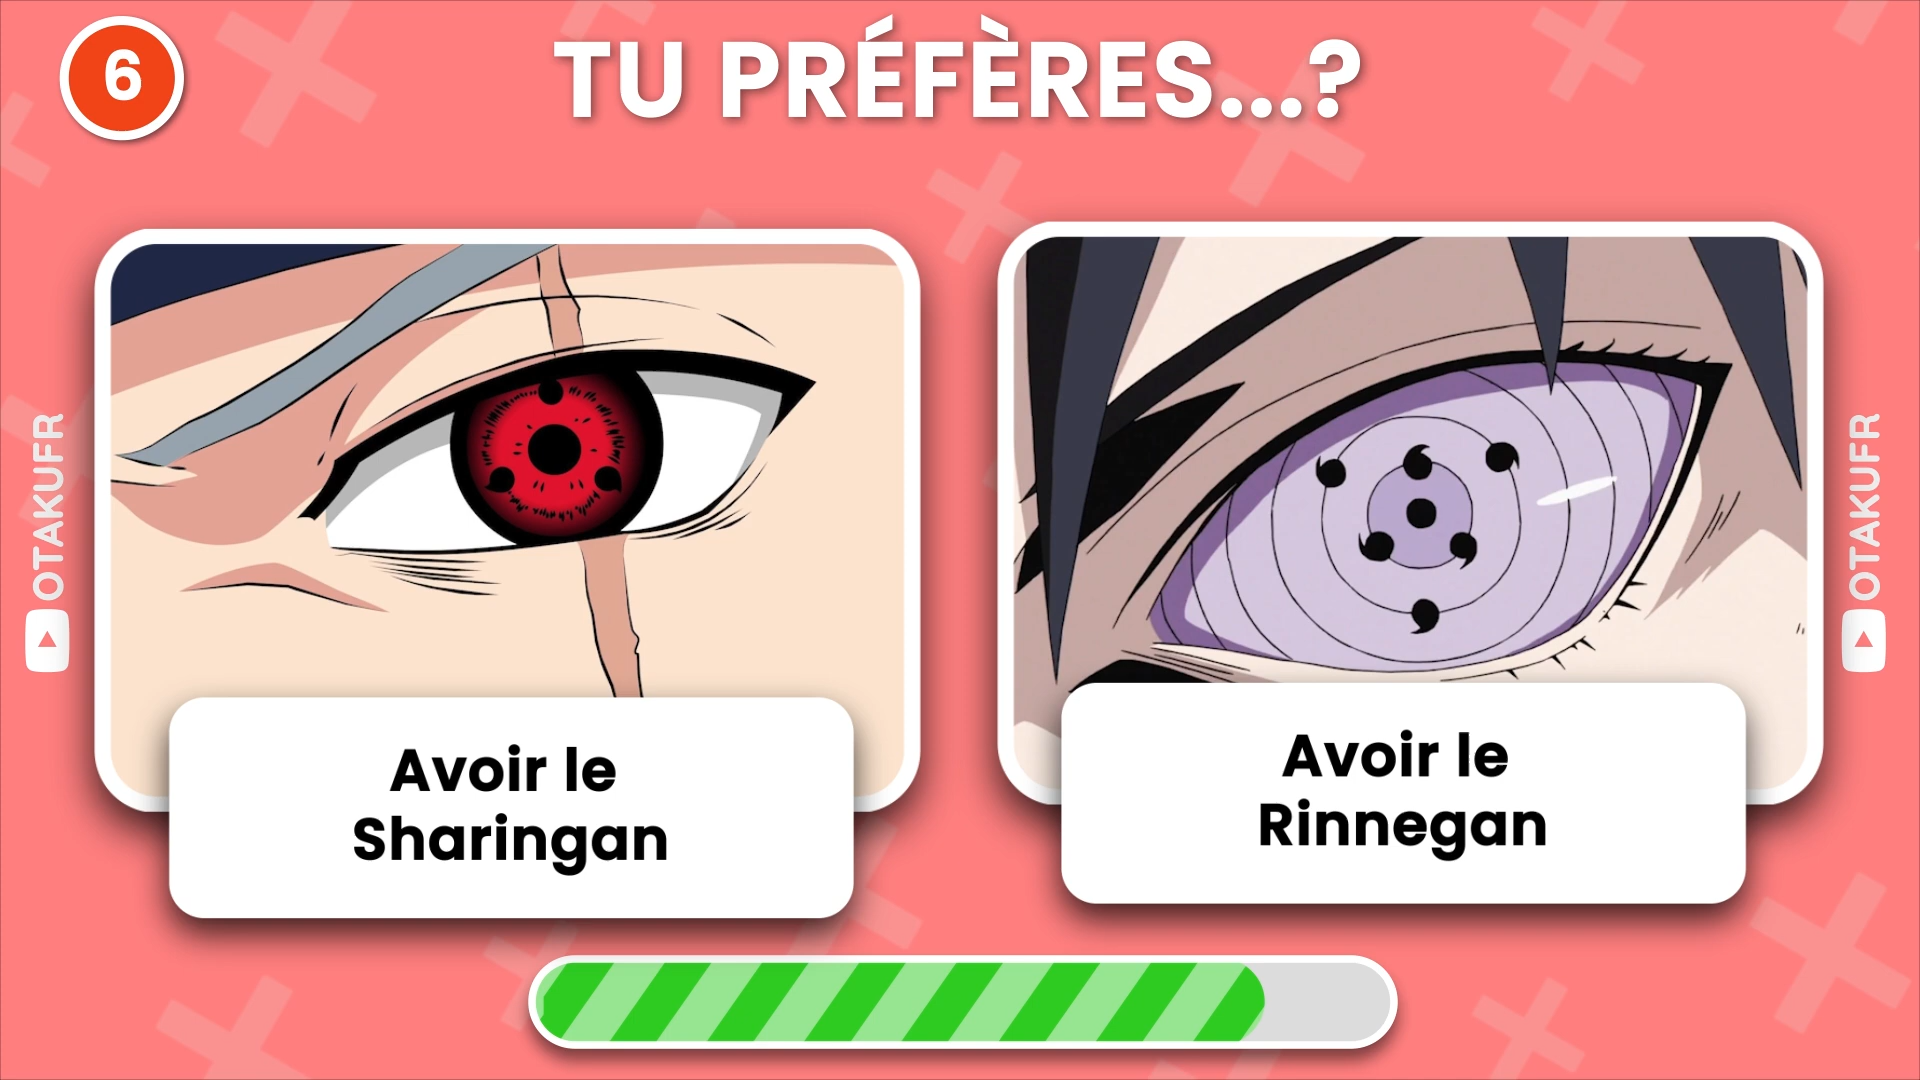 6
TU PRÉFÈRES...?
OTAKUFR
OTAKUFR
Avoir le
Sharingan
Avoir le
Rinnegan